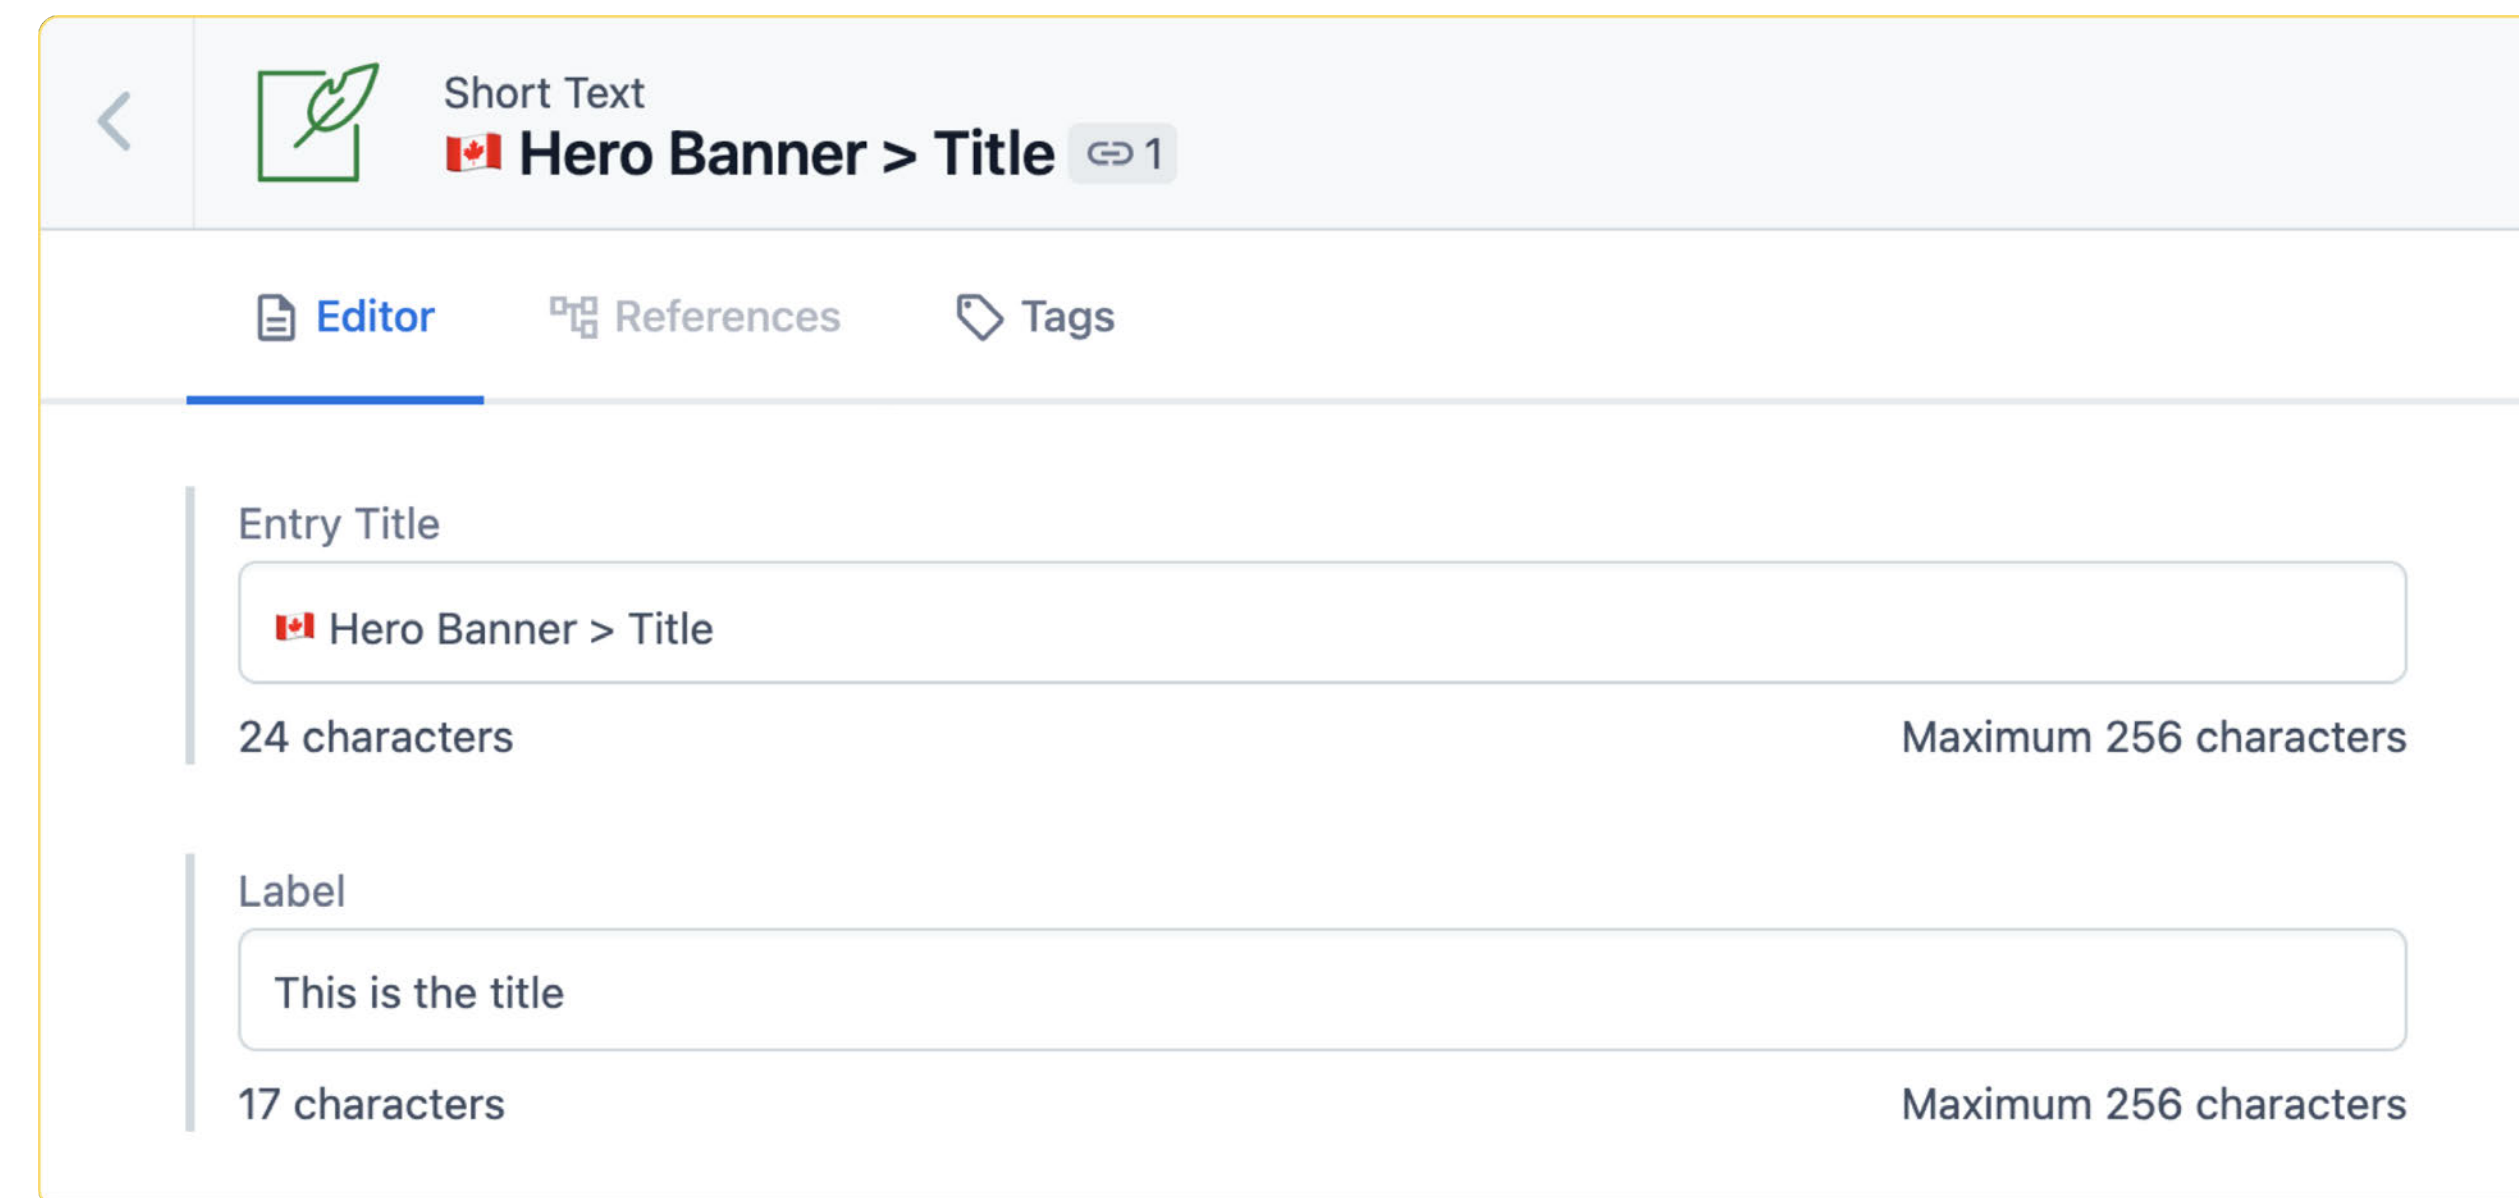 Short Text
🇨🇦 Hero Banner > Title 1
Editor References Tags
Entry Title
🇨🇦 Hero Banner > Title
24 characters Maximum 256 characters
Label
This is the title
17 characters Maximum 256 characters